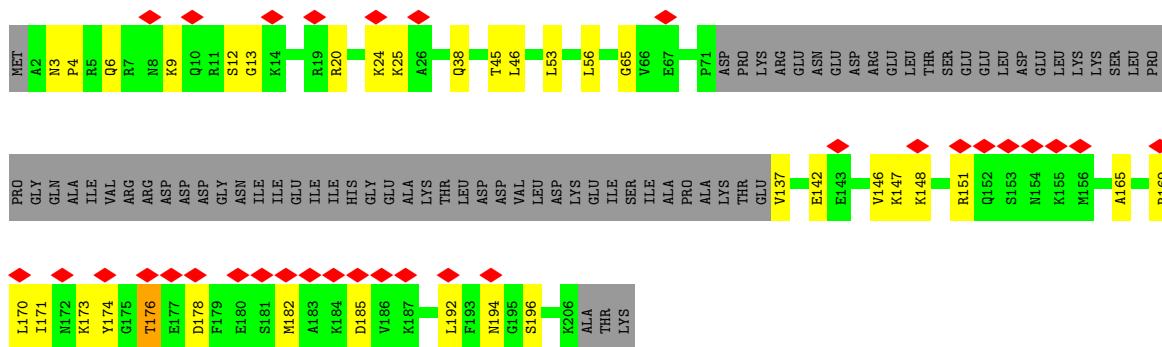 MET A2 N3 P4 R5 Q6 R7 N8 K9 Q10 R11 S12 G13 K14 R19 R20 K24 K25 A26 Q38 T45 L46 L53 L56 G65 V66 E67 P71 ASP PRO LYS ARG GLU ASN GLU ASP ARG GLU LEU THR SER GLU GLU LEU ASP GLU LEU LYS LYS SER LEU PRO
PRO GLY GLN ALA ILE VAL ARG ARG ASP ASP ASP GLY ASN ILE ILE GLU ILE ILE HIS GLY GLU ALA LYS THR LEU ASP ASP VAL LEU ASP LYS GLU ILE SER ILE ALA PRO ALA LYS THR GLU V137 E142 E143 V146 K147 K148 R151 Q152 S153 N154 K155 M156 A165
L170 I171 N172 K173 Y174 G175 T176 E177 D178 F179 E180 S181 M182 A183 K184 D185 V186 K187 L192 F193 N194 G195 S196 K206 ALA THR LYS